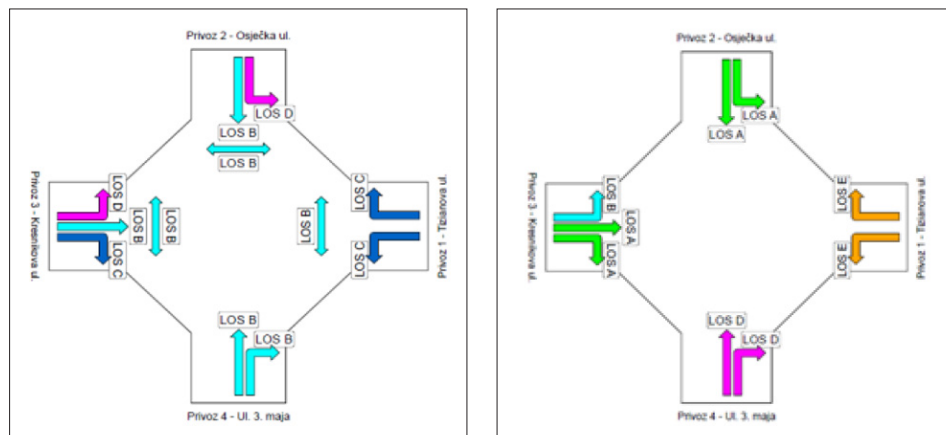 Privoz 2 - Osječka ul.
LOS D
LOS B
LOS B
Privoz 3 - Kresnikova ul.
LOS D
LOS B
LOS B
LOS C
LOS B
LOS C
LOS C
Privoz 1 - Tizianova ul.
LOS B
LOS B
Privoz 4 - Ul. 3. maja
Privoz 2 - Osječka ul.
LOS A
LOS A
Privoz 3 - Kresnikova ul.
LOS B
LOS A
LOS A
LOS E
LOS E
Privoz 1 - Tizianova ul.
LOS D
LOS D
Privoz 4 - Ul. 3. maja